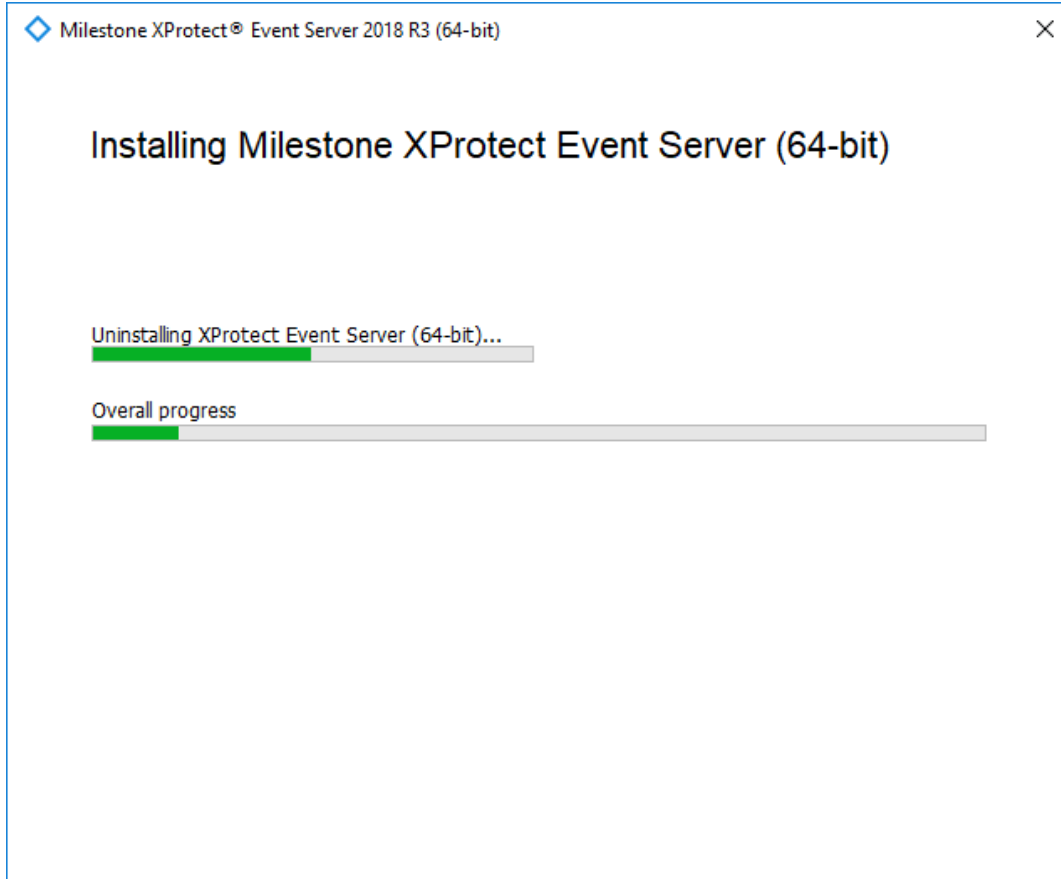 Milestone XProtect® Event Server 2018 R3 (64-bit)
Installing Milestone XProtect Event Server (64-bit)
Uninstalling XProtect Event Server (64-bit)...
Overall progress